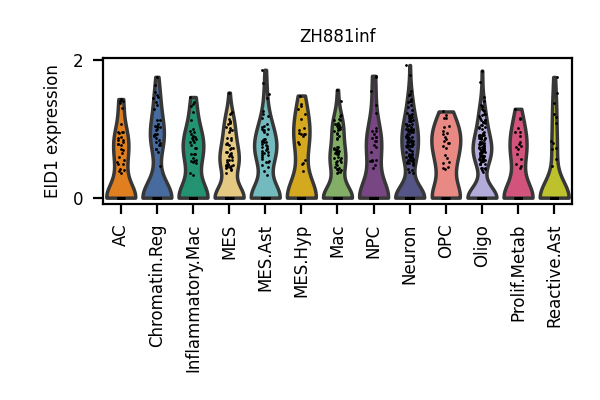 ZH881inf
EID1 expression
2
0
AC
Chromatin.Reg
Inflammatory.Mac
MES
MES.Ast
MES.Hyp
Mac
NPC
Neuron
OPC
Oligo
Prolif.Metab
Reactive.Ast